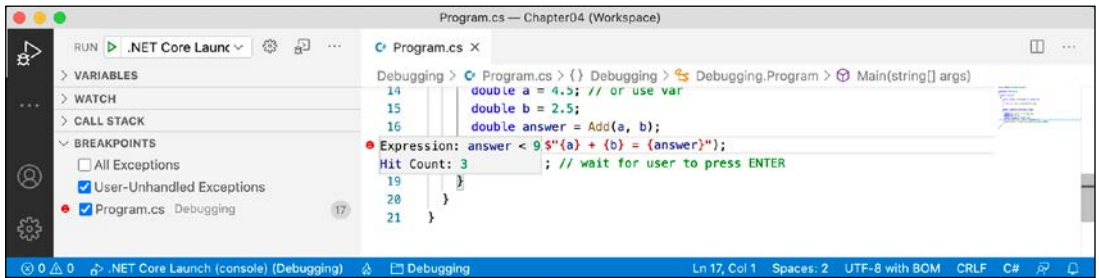 Program.cs — Chapter04 (Workspace)
RUN .NET Core Launc
VARIABLES
WATCH
CALL STACK
BREAKPOINTS
All Exceptions
User-Unhandled Exceptions
Program.cs Debugging 17
Program.cs
Debugging > Program.cs > {} Debugging > Debugging.Program > Main(string[] args)
14 double a = 4.5; // or use var
15 double b = 2.5;
16 double answer = Add(a, b);
Expression: answer < 9 $"{a} + {b} = {answer}");
Hit Count: 3 ; // wait for user to press ENTER
19 }
20 }
21 }
0 0 .NET Core Launch (console) (Debugging) Debugging Ln 17, Col 1 Spaces: 2 UTF-8 with BOM CRLF C#